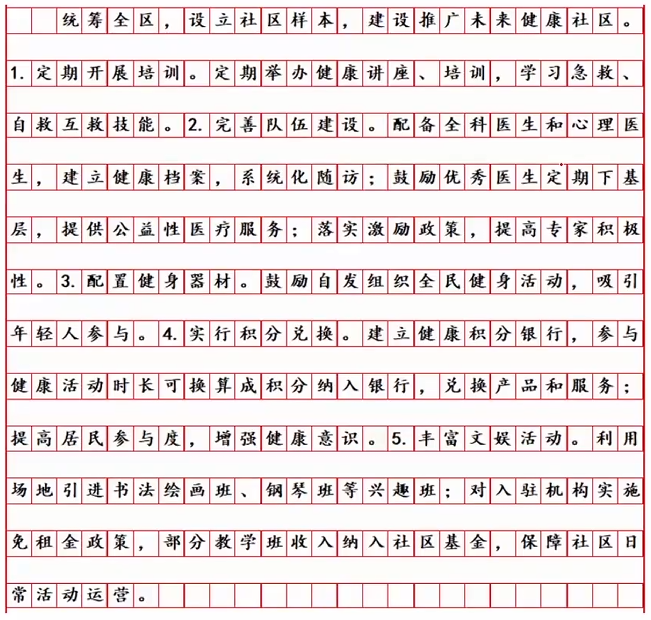 统筹全区，设立社区样本，建设推广未来健康社区。
1.定期开展培训。定期举办健康讲座、培训，学习急救、
自救互救技能。2.完善队伍建设。配备全科医生和心理医
生，建立健康档案，系统化随访；鼓励优秀医生定期下基
层，提供公益性医疗服务；落实激励政策，提高专家积极
性。3.配置健身器材。鼓励自发组织全民健身活动，吸引
年轻人参与。4.实行积分兑换。建立健康积分银行，参与
健康活动时长可换算成积分纳入银行，兑换产品和服务；
提高居民参与度，增强健康意识。5.丰富文娱活动。利用
场地引进书法绘画班、钢琴班等兴趣班；对入驻机构实施
免租金政策，部分教学班收入纳入社区基金，保障社区日
常活动运营。